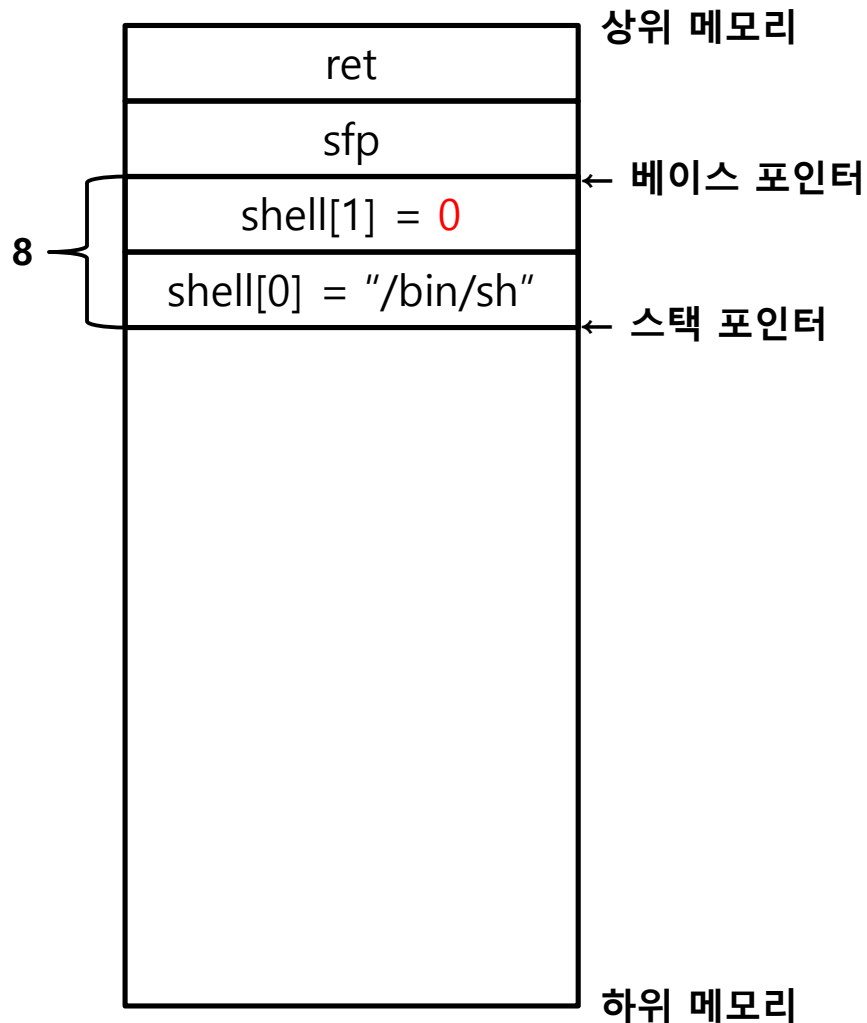 상위 메모리
ret
sfp
← 베이스 포인터
shell[1] = 0
8
shell[0] = "/bin/sh"
← 스택 포인터
하위 메모리